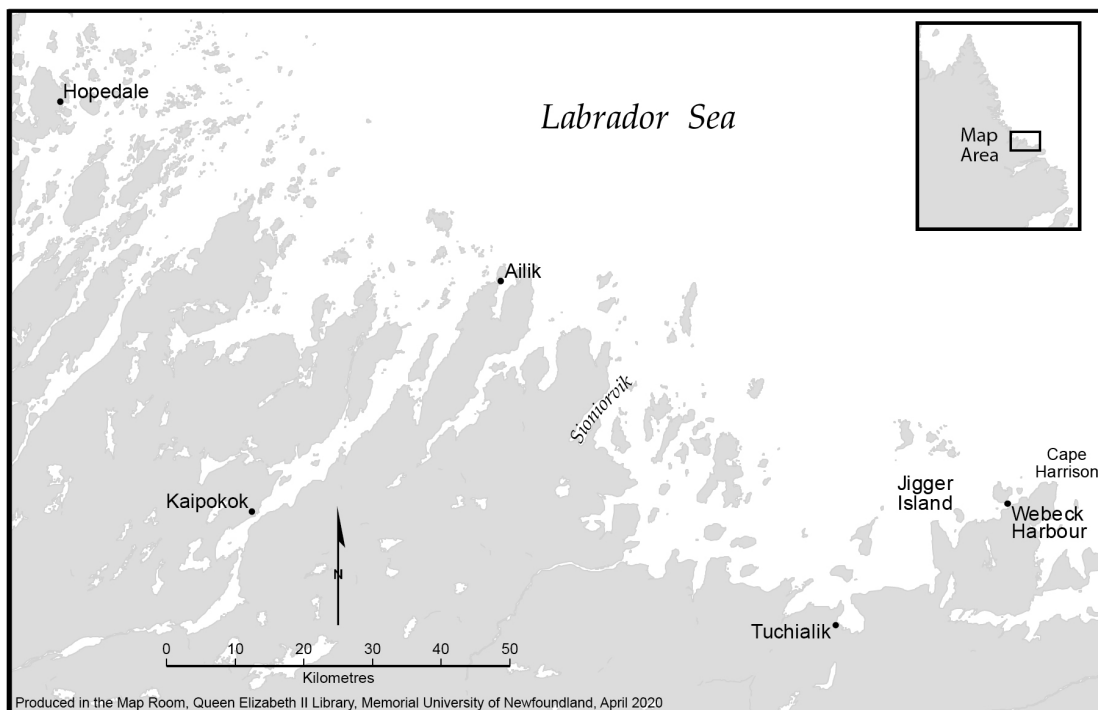 Hopedale
Labrador Sea
Map
Area
Ailik
Sioniorvik
Cape
Harrison
Jigger
Island
Kaipokok
Webeck
Harbour
N
Tuchialik
0 10 20 30 40 50
Kilometres
Produced in the Map Room, Queen Elizabeth II Library, Memorial University of Newfoundland, April 2020